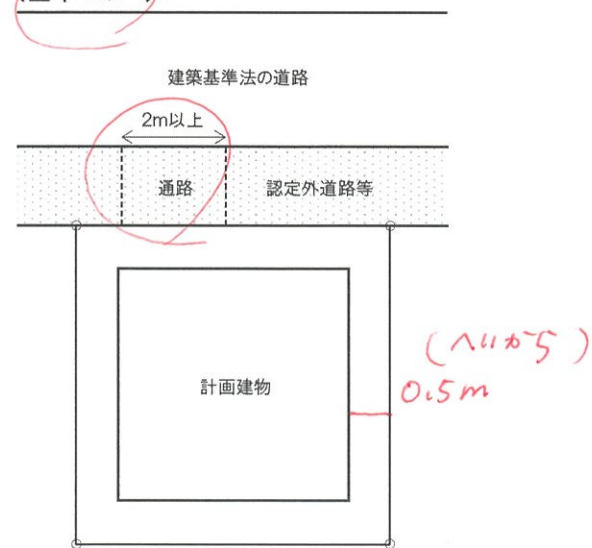 建築基準法の道路
2m以上
通路
認定外道路等
(へいから)
0.5m
計画建物